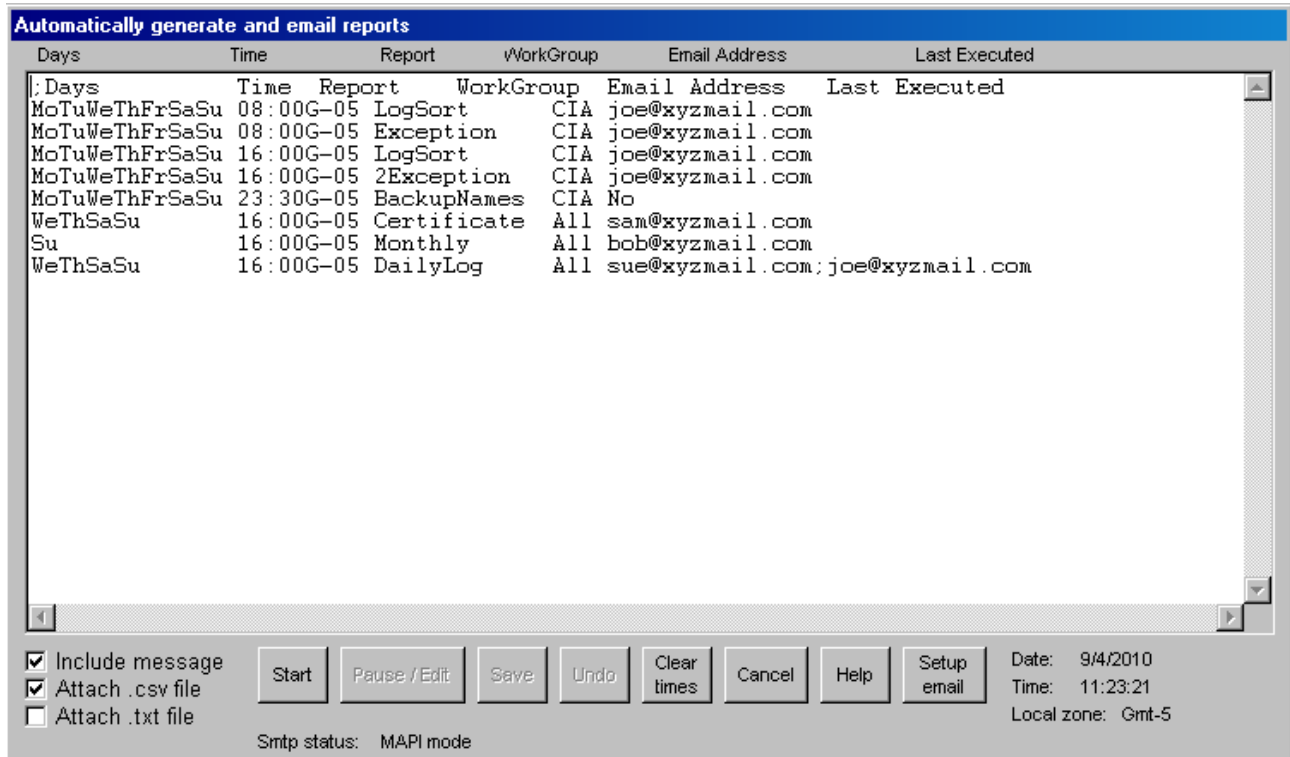 Automatically generate and email reports
Days Time Report WorkGroup Email Address Last Executed
;Days Time Report WorkGroup Email Address Last Executed
MoTuWeThFrSaSu 08:00G-05 LogSort CIA joe@xyzmail.com
MoTuWeThFrSaSu 08:00G-05 Exception CIA joe@xyzmail.com
MoTuWeThFrSaSu 16:00G-05 LogSort CIA joe@xyzmail.com
MoTuWeThFrSaSu 16:00G-05 2Exception CIA joe@xyzmail.com
MoTuWeThFrSaSu 23:30G-05 BackupNames CIA No
WeThSaSu 16:00G-05 Certificate All sam@xyzmail.com
Su 16:00G-05 Monthly All bob@xyzmail.com
WeThSaSu 16:00G-05 DailyLog All sue@xyzmail.com;joe@xyzmail.com
Include message
Attach .csv file
Attach .txt file
Start
Pause / Edit
Save
Undo
Clear
times
Cancel
Help
Setup
email
Date: 9/4/2010
Time: 11:23:21
Local zone: Gmt-5
Smtp status: MAPI mode